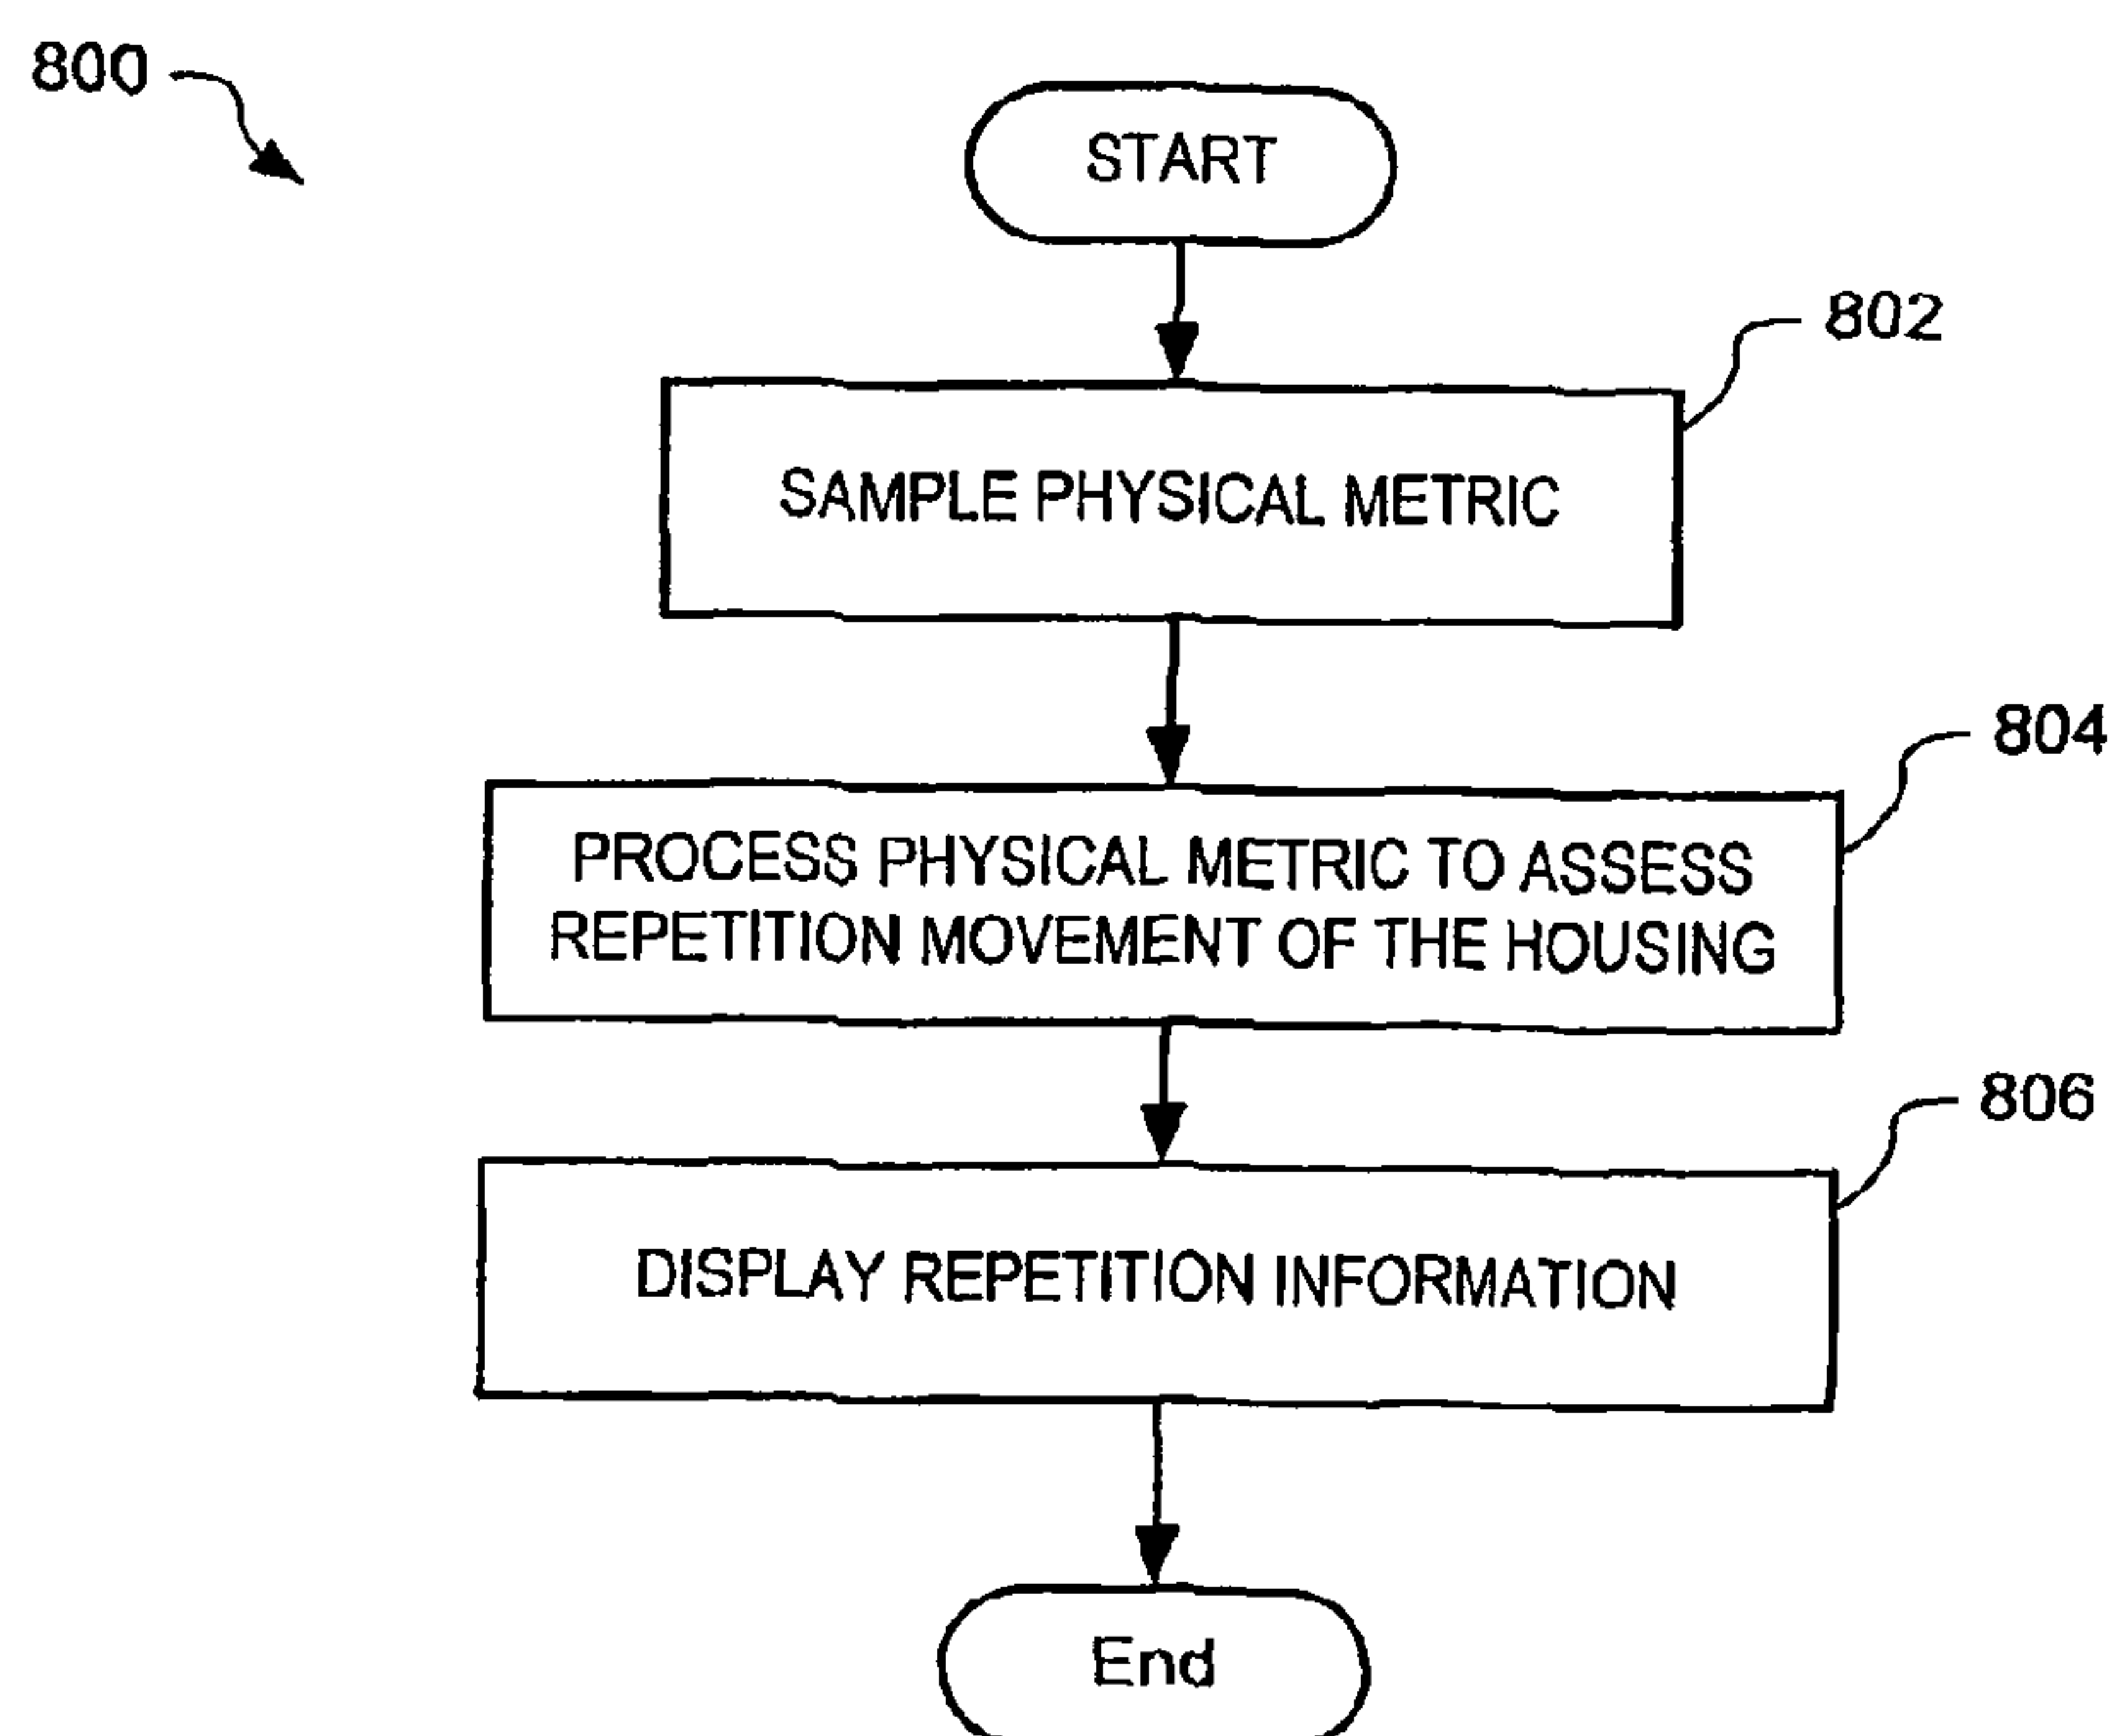 800
START
802
SAMPLE PHYSICAL METRIC
804
PROCESS PHYSICAL METRIC TO ASSESS
REPETITION MOVEMENT OF THE HOUSING
806
DISPLAY REPETITION INFORMATION
End